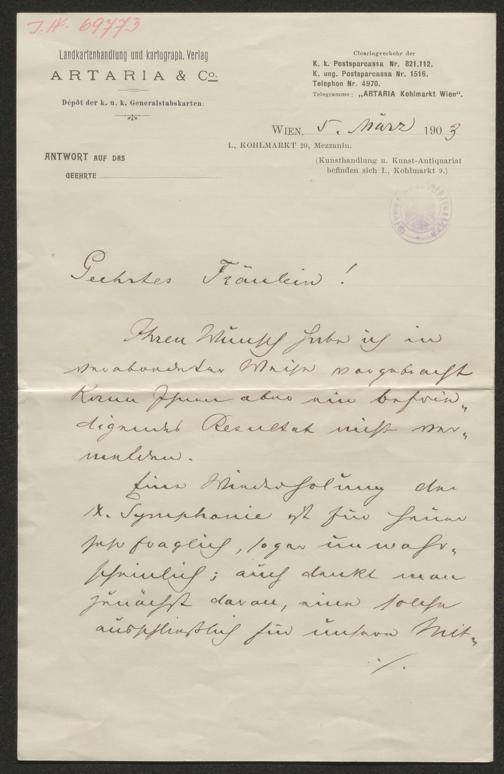 J.N. 69773
Landkartenhandlung und kartograph. Verlag
ARTARIA & Co.
Dépôt der k. u. k. Generalstabskarten.
Clearingverkehr der
K. k. Postsparcassa Nr. 821.112.
K. ung. Postsparcassa Nr. 1516.
Telephon Nr. 4970.
Telegramme: „ARTARIA Kohlmarkt Wien".
WIEN, 5. März 1903
I., KOHLMARKT 20, Mezzanin.
(Kunsthandlung u. Kunst-Antiquariat
befinden sich I., Kohlmarkt 9.)
ANTWORT AUF DAS
GEEHRTE
Geehrtes Fräulein!
Ihren Wunsch habe ich in
verabredeter Weise vorgebracht
Kann Ihnen aber ein befrie-
digendes Resultat nicht ver-
melden.
Eine Wiederholung der
X. Symphonie ist für heuer
sehr fraglich, sogar unwahr-
scheinlich; auch denkt man
zunächst daran, eine solche
ausschließlich für unsere Mit-
./.